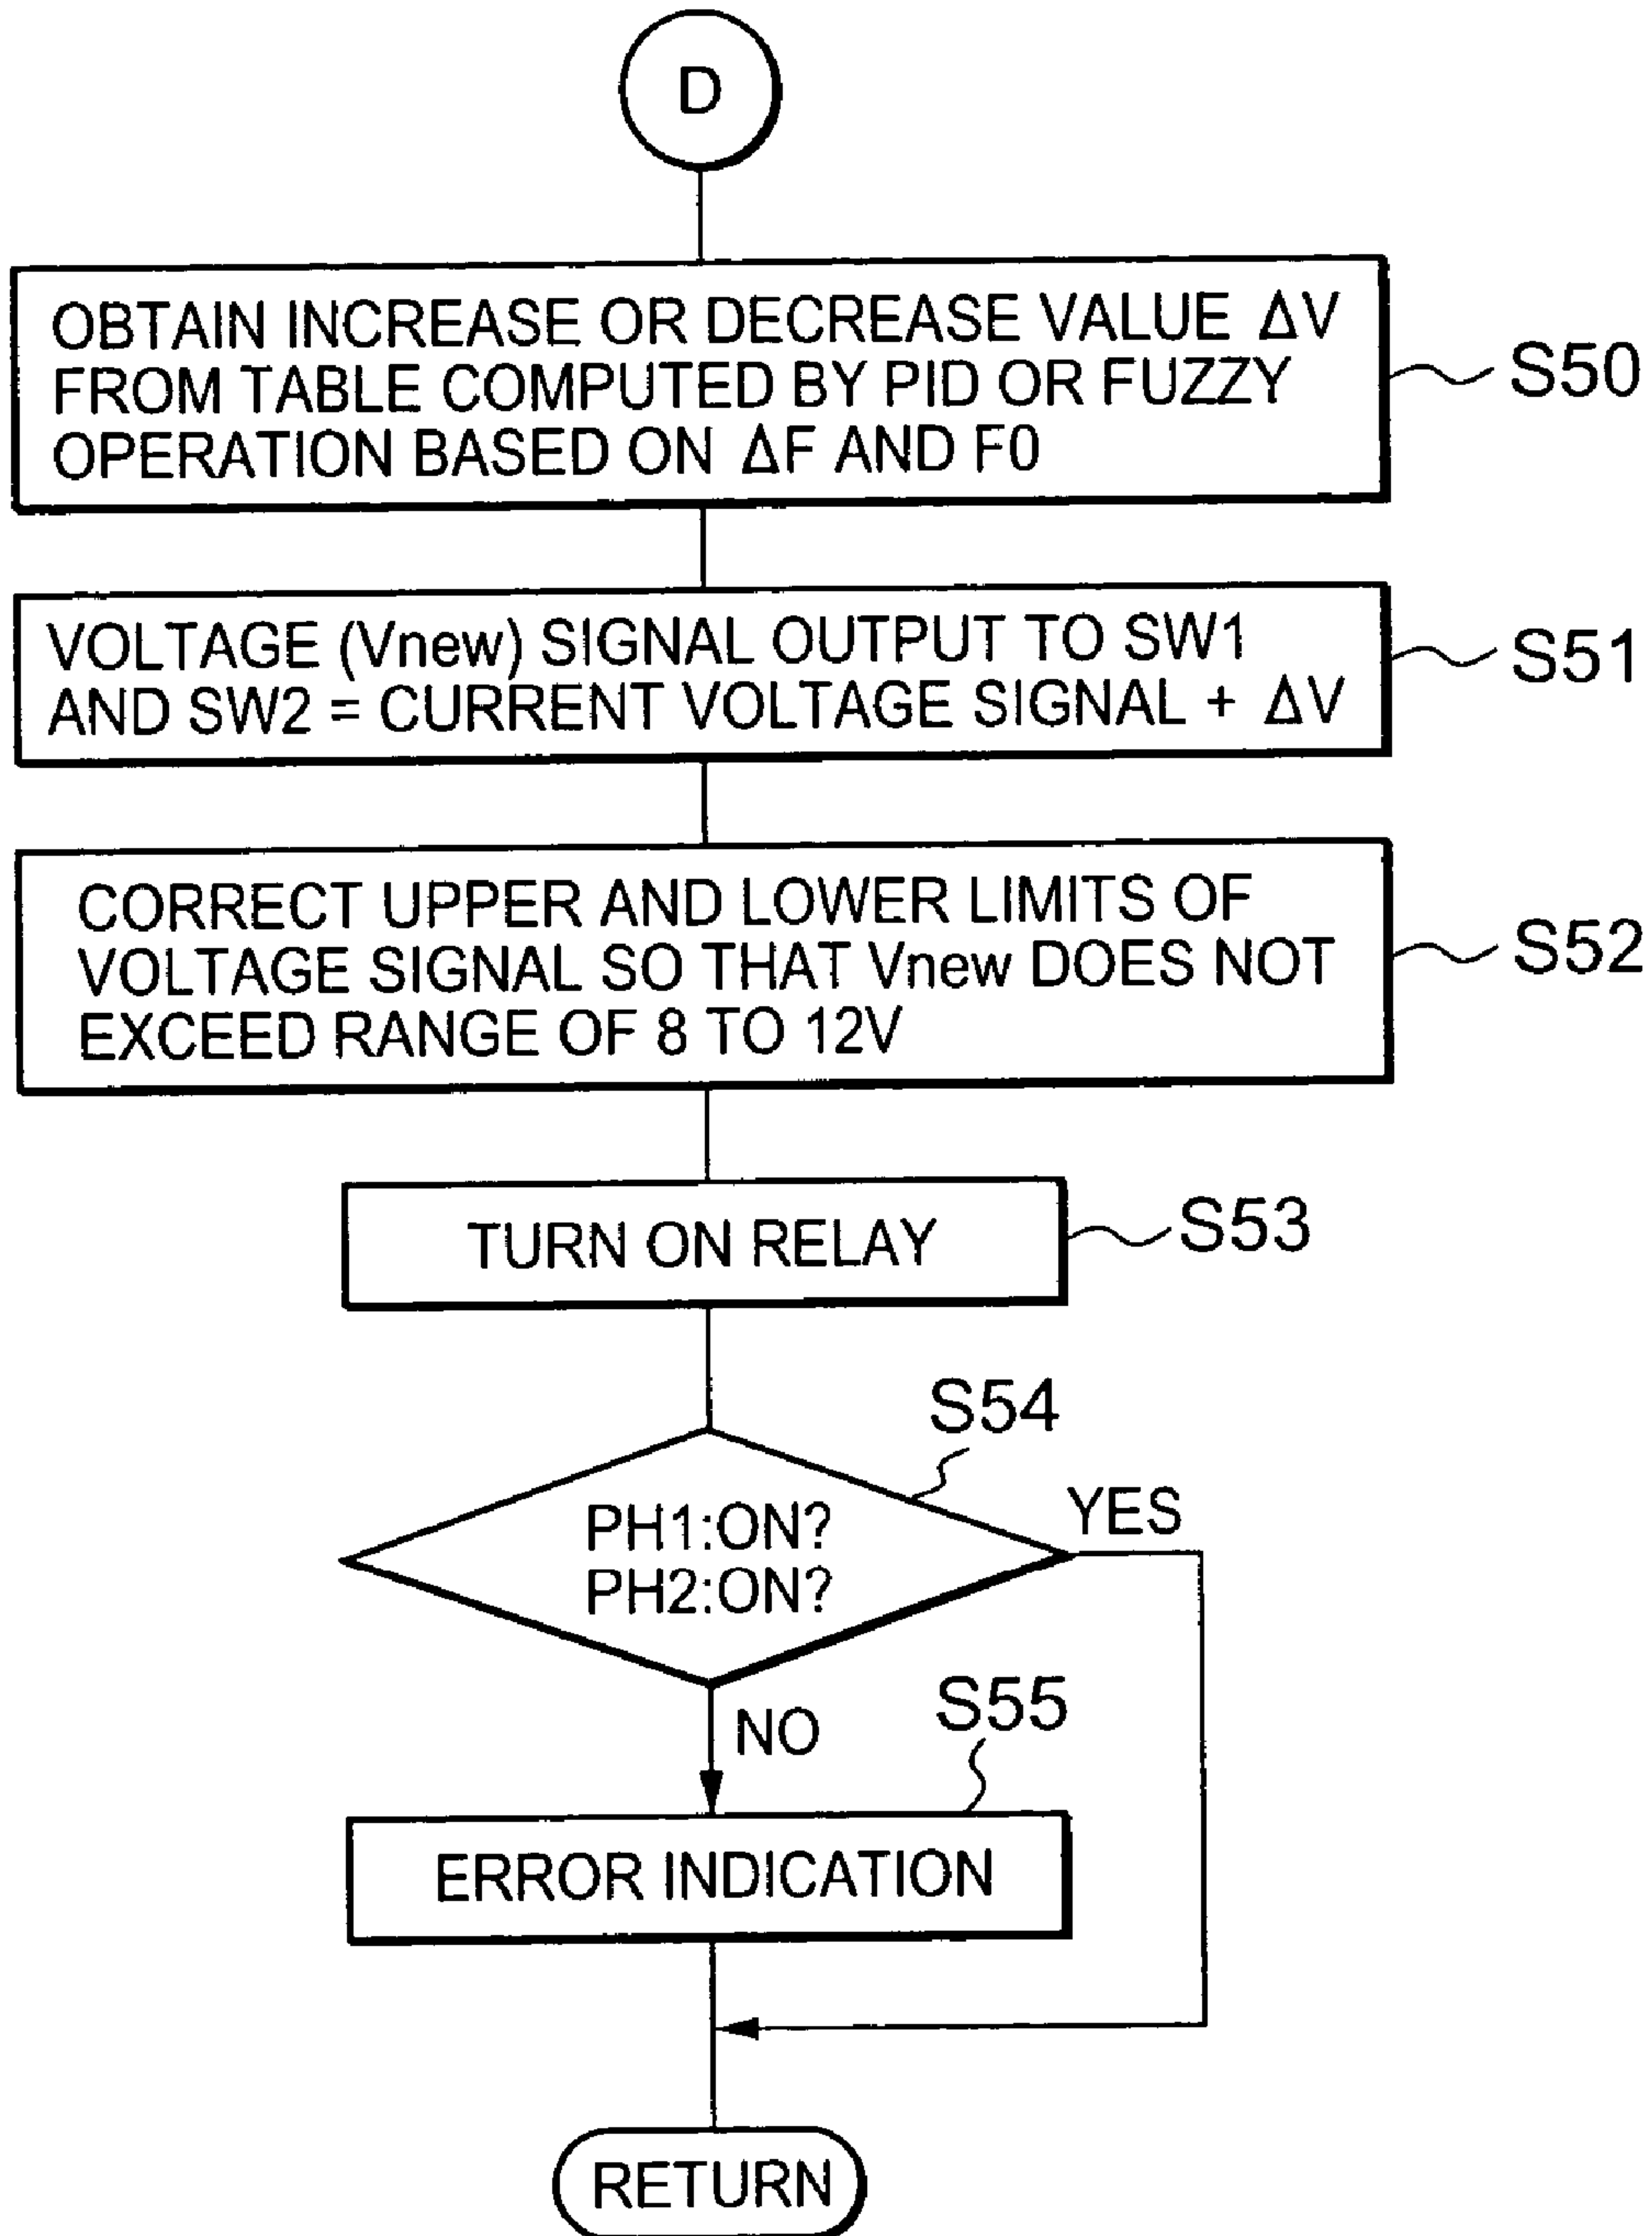 D
OBTAIN INCREASE OR DECREASE VALUE ΔV
FROM TABLE COMPUTED BY PID OR FUZZY
OPERATION BASED ON ΔF AND F0
S50
VOLTAGE (Vnew) SIGNAL OUTPUT TO SW1
AND SW2 = CURRENT VOLTAGE SIGNAL + ΔV
S51
CORRECT UPPER AND LOWER LIMITS OF
VOLTAGE SIGNAL SO THAT Vnew DOES NOT
EXCEED RANGE OF 8 TO 12V
S52
TURN ON RELAY
S53
S54
PH1:ON?
PH2:ON?
YES
NO
S55
ERROR INDICATION
RETURN